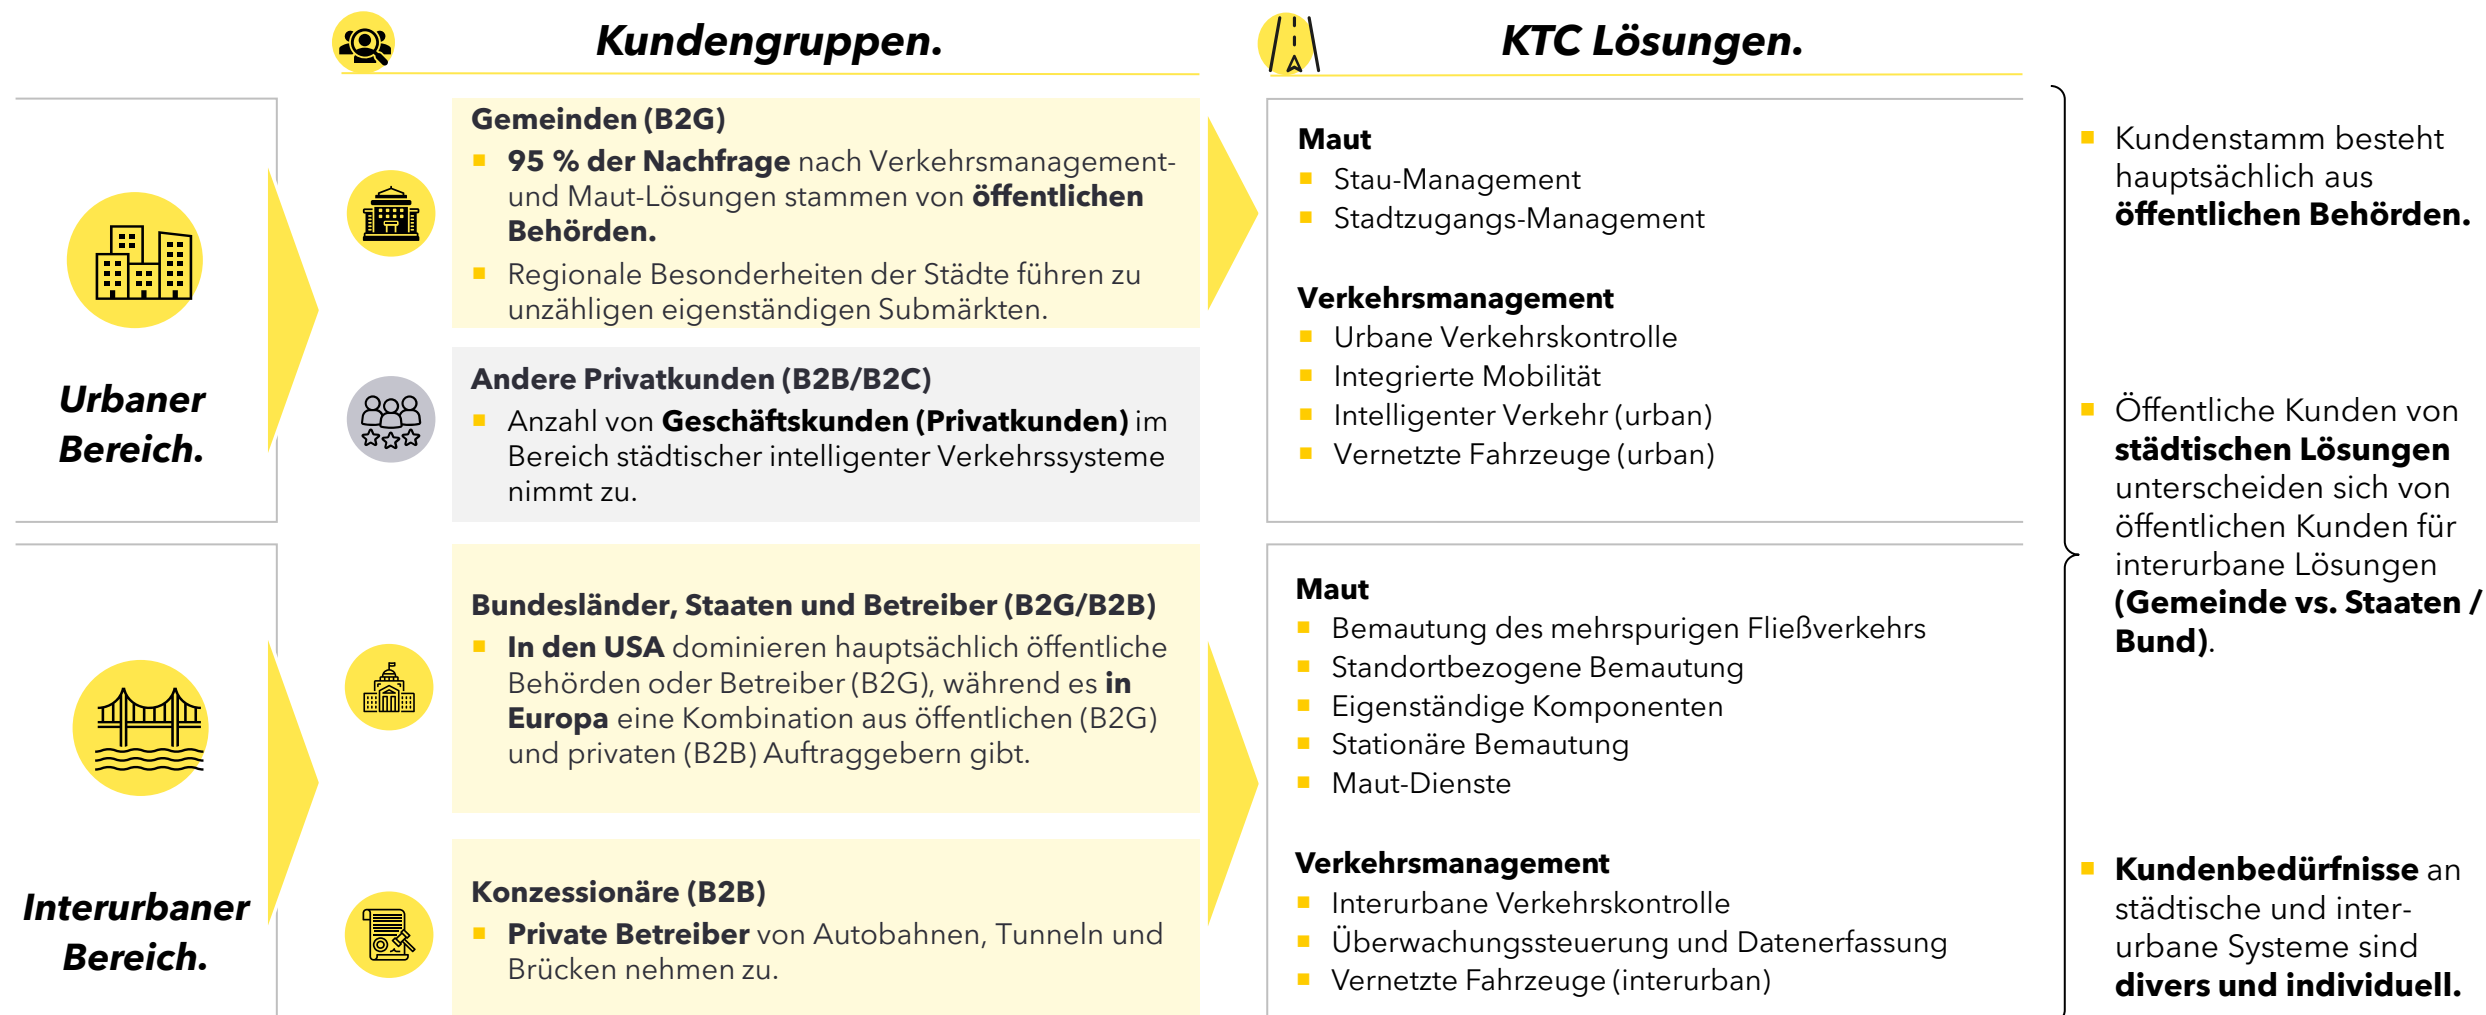 Kundengruppen.
KTC Lösungen.
Urbaner
Bereich.
Gemeinden (B2G)
95 % der Nachfrage nach Verkehrsmanagement-
und Maut-Lösungen stammen von öffentlichen
Behörden.
Regionale Besonderheiten der Städte führen zu
unzähligen eigenständigen Submärkten.
Andere Privatkunden (B2B/B2C)
Anzahl von Geschäftskunden (Privatkunden) im
Bereich städtischer intelligenter Verkehrssysteme
nimmt zu.
Maut
Stau-Management
Stadtzugangs-Management
Verkehrsmanagement
Urbane Verkehrskontrolle
Integrierte Mobilität
Intelligenter Verkehr (urban)
Vernetzte Fahrzeuge (urban)
Interurbaner
Bereich.
Bundesländer, Staaten und Betreiber (B2G/B2B)
In den USA dominieren hauptsächlich öffentliche
Behörden oder Betreiber (B2G), während es in
Europa eine Kombination aus öffentlichen (B2G)
und privaten (B2B) Auftraggebern gibt.
Konzessionäre (B2B)
Private Betreiber von Autobahnen, Tunneln und
Brücken nehmen zu.
Maut
Bemautung des mehrspurigen Fließverkehrs
Standortbezogene Bemautung
Eigenständige Komponenten
Stationäre Bemautung
Maut-Dienste
Verkehrsmanagement
Interurbane Verkehrskontrolle
Überwachungssteuerung und Datenerfassung
Vernetzte Fahrzeuge (interurban)
Kundenstamm besteht
hauptsächlich aus
öffentlichen Behörden.
Öffentliche Kunden von
städtischen Lösungen
unterscheiden sich von
öffentlichen Kunden für
interurbane Lösungen
(Gemeinde vs. Staaten /
Bund).
Kundenbedürfnisse an
städtische und inter-
urbane Systeme sind
divers und individuell.